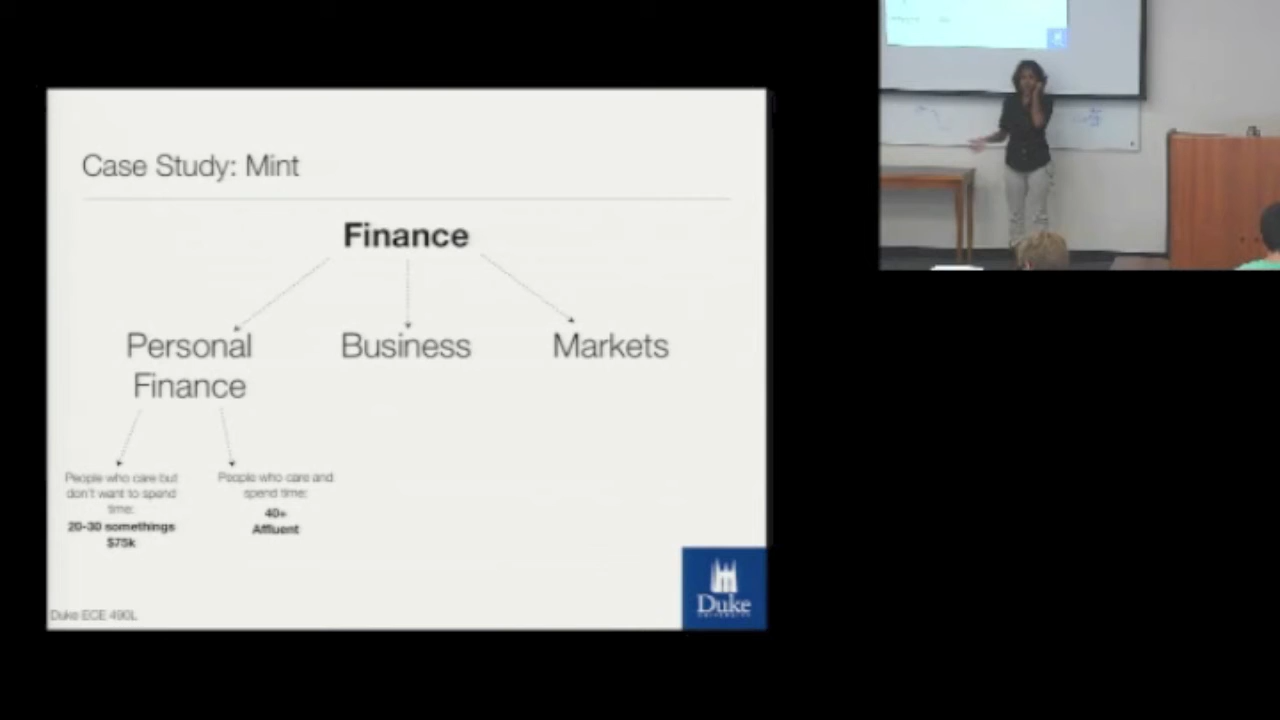 Case Study: Mint
Finance
Personal
Finance
Business
Markets
People who care but
don't want to spend
time:
20-30 somethings
$75k
People who care and
spend time:
40+
Affluent
Duke ECE 490L
Duke
UNIVERSITY